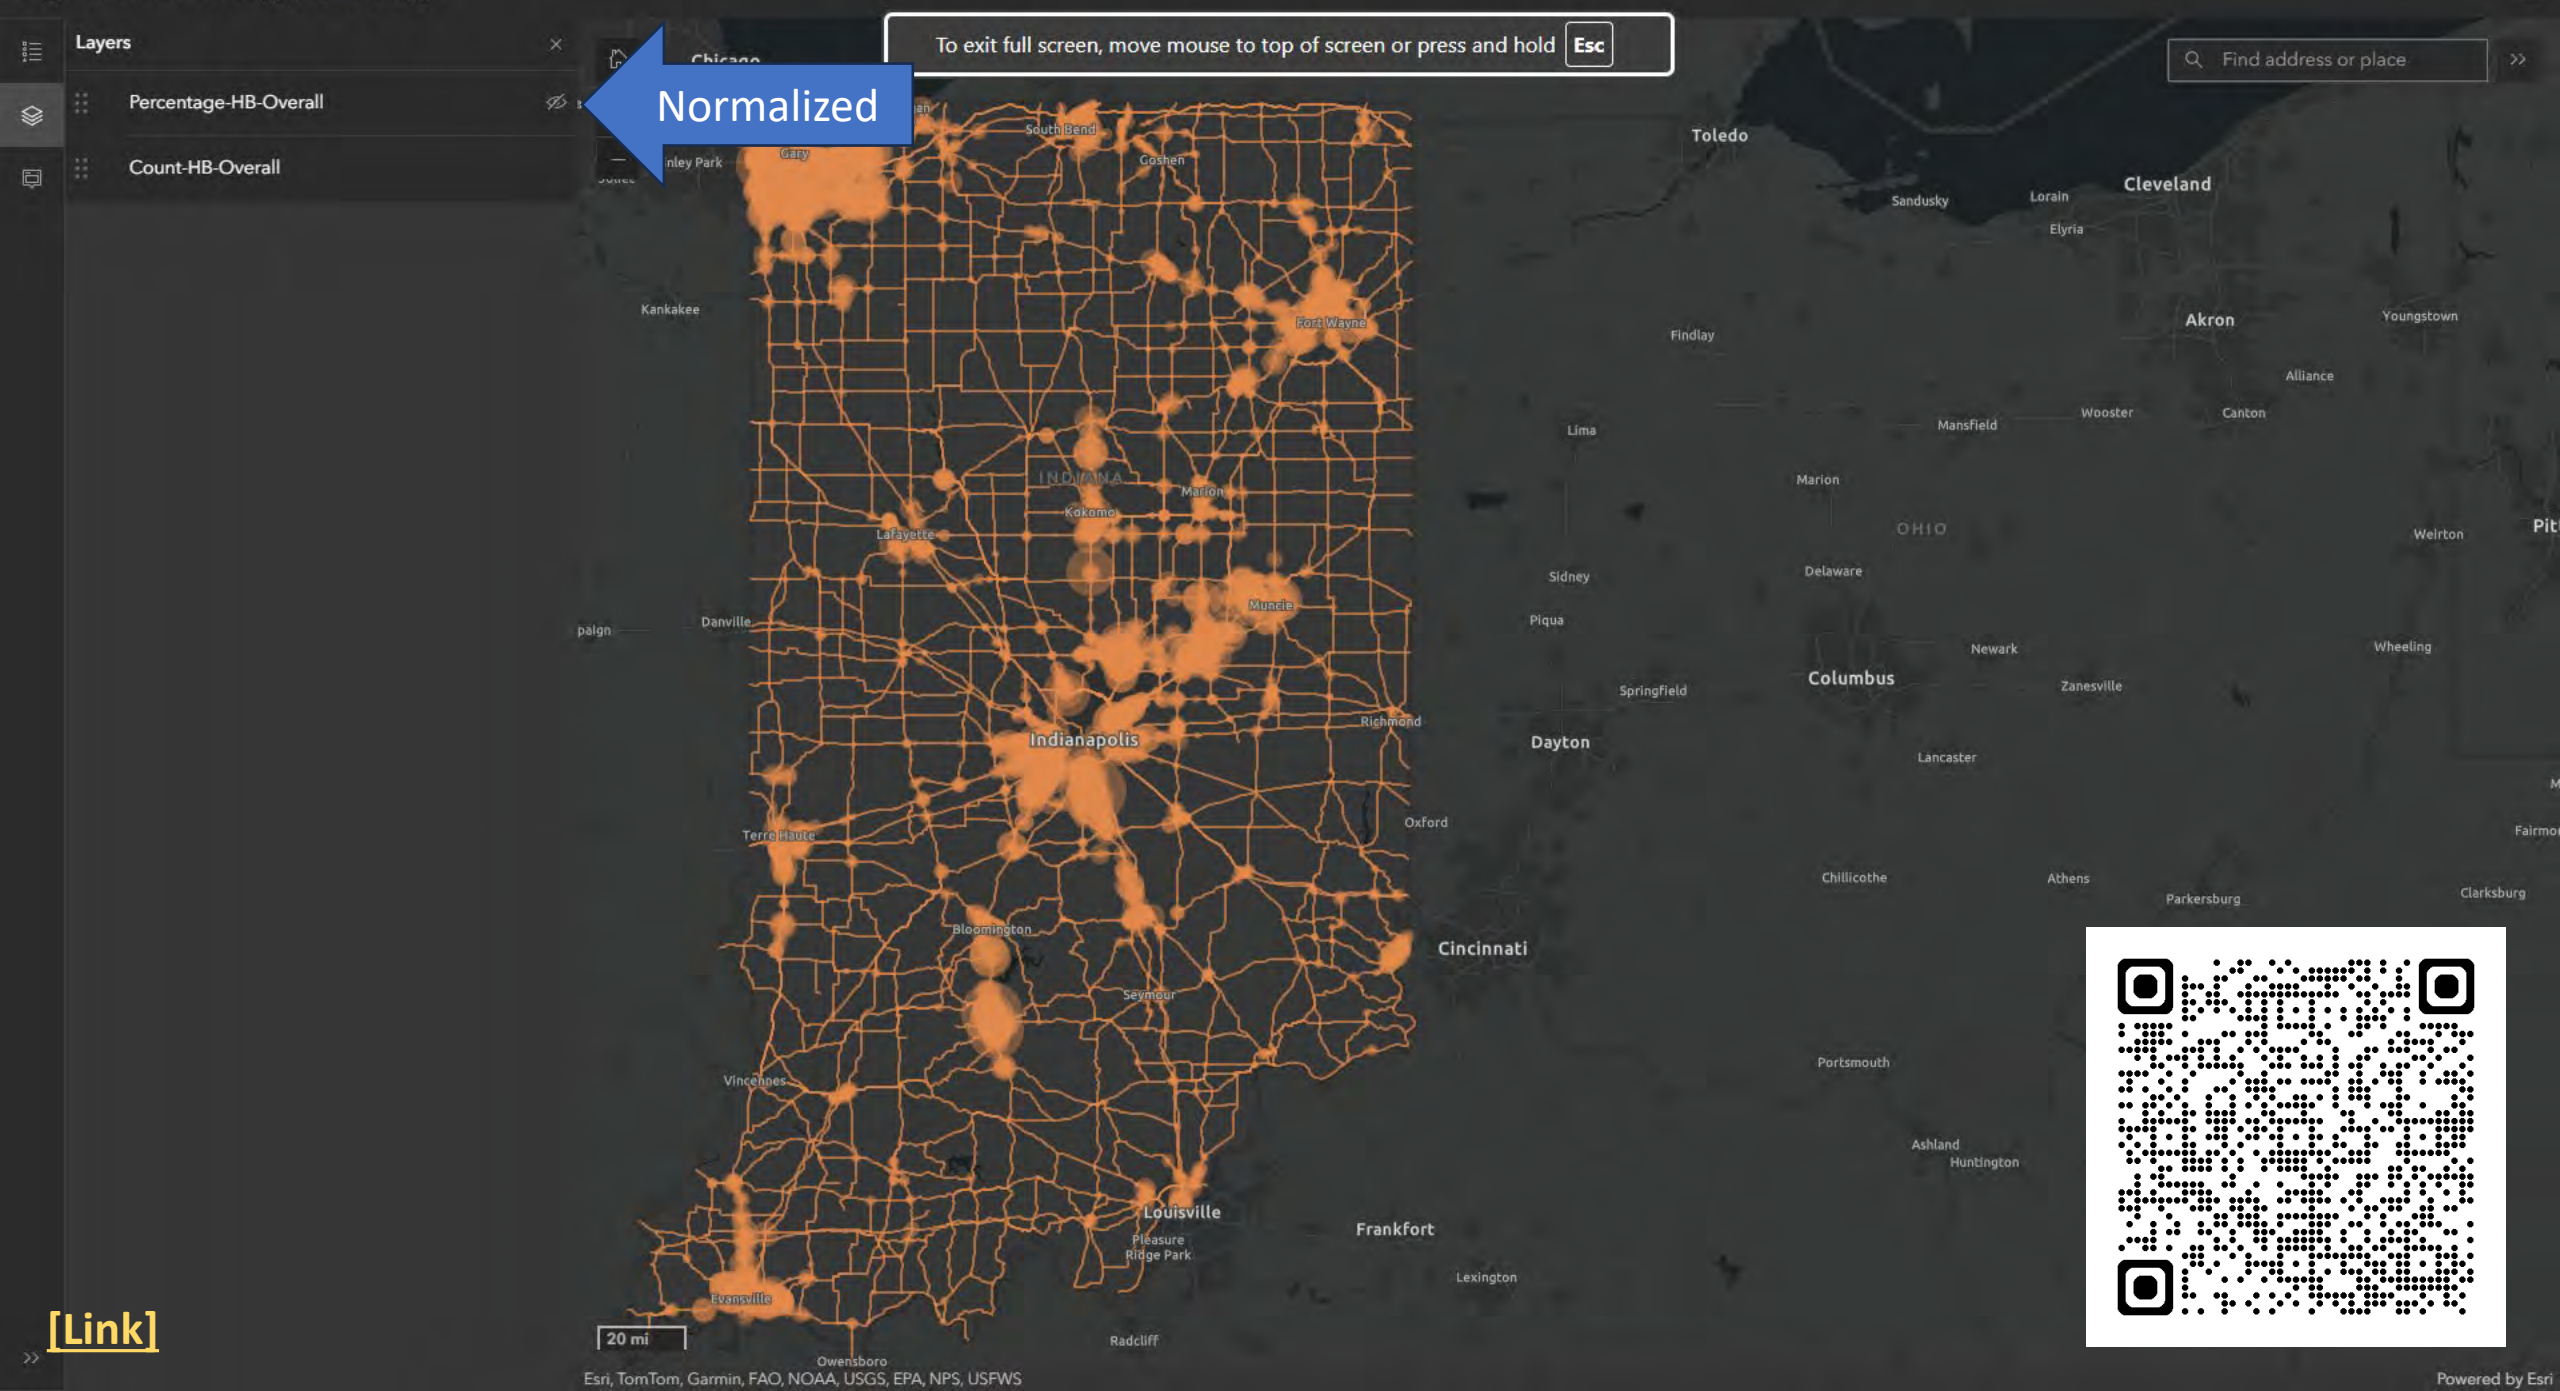 Layers
Percentage-HB-Overall
Count-HB-Overall
Normalized
To exit full screen, move mouse to top of screen or press and hold Esc
Find address or place
Chicago
South Bend
Gary
Goshen
nley Park
Toledo
Cleveland
Sandusky
Lorain
Elyria
Kankakee
Fort Wayne
Findlay
Akron
Youngstown
Alliance
Lima
Mansfield
Wooster
Canton
INDIANA
Marion
Marion
Kokomo
Lafayette
OHIO
Weirton
Pit
Sidney
Delaware
Muncie
paign
Danville
Piqua
Newark
Wheeling
Columbus
Springfield
Zanesville
Richmond
Indianapolis
Dayton
Lancaster
Terre Haute
Oxford
Fairmo
Chillicothe
Athens
Parkersburg
Clarksburg
Bloomington
Cincinnati
Seymour
Vincennes
Portsmouth
Ashland
Huntington
Louisville
Frankfort
Pleasure
Ridge Park
Lexington
Evansville
[Link]
20 mi
Radcliff
Owensboro
Esri, TomTom, Garmin, FAO, NOAA, USGS, EPA, NPS, USFWS
Powered by Esri